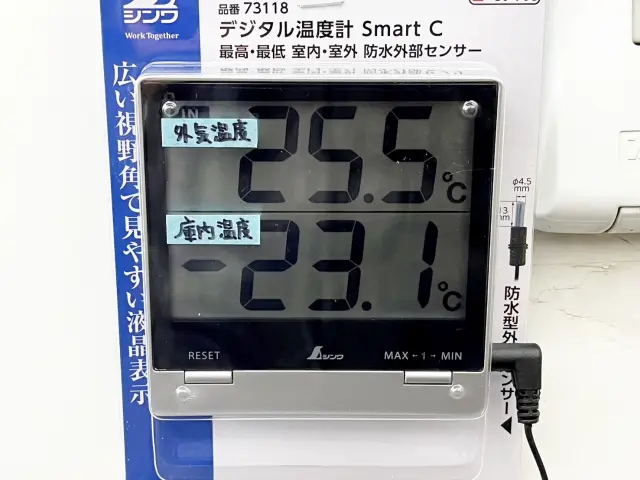 シンワ
Work Together
品番 73118
デジタル温度計 Smart C
最高・最低 室内・室外 防水外部センサー
広い視野角で見やすい液晶表示
IN
外気温度
25.5℃
庫内温度
-23.1℃
RESET
シンワ
MAX←1→MIN
φ4.5
mm
mm
防水型外
ンサー